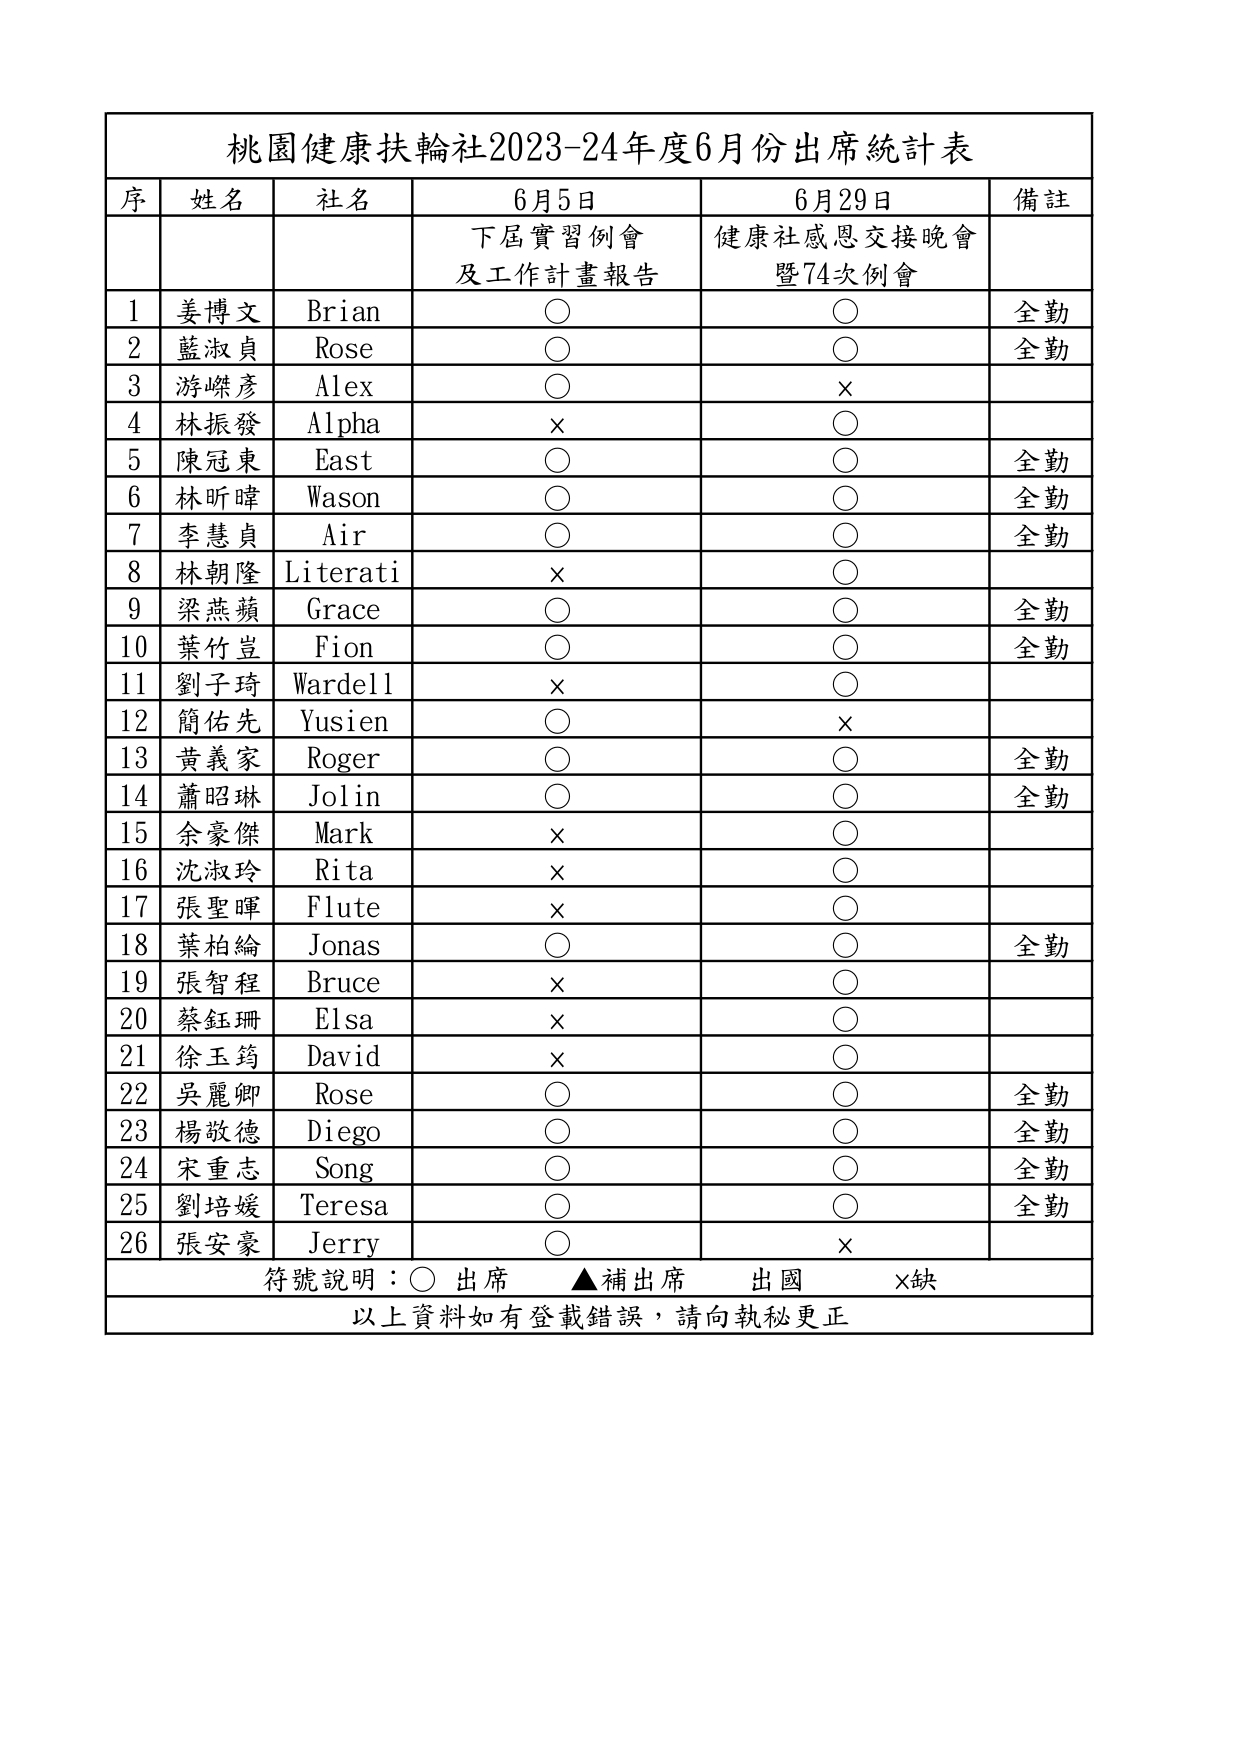 桃園健康扶輪社2023-24年度6月份出席統計表
序 姓名 社名 6月5日 6月29日 備註
下屆實習例會 健康社感恩交接晚會
及工作計畫報告 暨74次例會
1 姜博文 Brian ○ ○ 全勤
2 藍淑貞 Rose ○ ○ 全勤
3 游嶸彥 Alex ○ ×
4 林振發 Alpha × ○
5 陳冠東 East ○ ○ 全勤
6 林昕暐 Wason ○ ○ 全勤
7 李慧貞 Air ○ ○ 全勤
8 林朝隆 Literati × ○
9 梁燕蘋 Grace ○ ○ 全勤
10 葉竹豈 Fion ○ ○ 全勤
11 劉子琦 Wardell × ○
12 簡佑先 Yusien ○ ×
13 黃義家 Roger ○ ○ 全勤
14 蕭昭琳 Jolin ○ ○ 全勤
15 余豪傑 Mark × ○
16 沈淑玲 Rita × ○
17 張聖暉 Flute × ○
18 葉柏綸 Jonas ○ ○ 全勤
19 張智程 Bruce × ○
20 蔡鈺珊 Elsa × ○
21 徐玉筠 David × ○
22 吳麗卿 Rose ○ ○ 全勤
23 楊敬德 Diego ○ ○ 全勤
24 宋重志 Song ○ ○ 全勤
25 劉培媛 Teresa ○ ○ 全勤
26 張安豪 Jerry ○ ×
符號說明：○ 出席 ▲補出席 出國 ×缺
以上資料如有登載錯誤，請向執秘更正